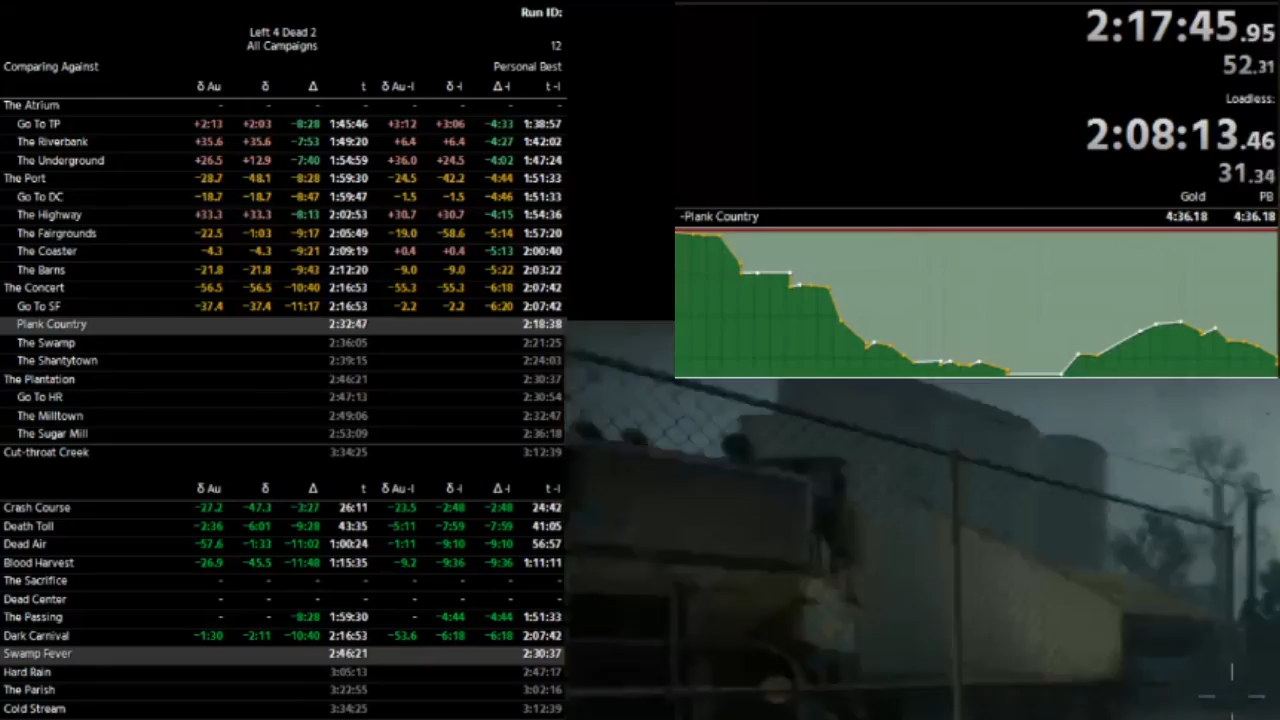 Run ID:
Left 4 Dead 2
All Campaigns 12
Comparing Against Personal Best
δ Au δ Δ t δ Au-l δ -l Δ -l t -l
The Atrium - - - - - - - -
Go To TP +2:13 +2:03 −8:28 1:45:46 +3:12 +3:06 −4:33 1:38:57
The Riverbank +35.6 +35.6 −7:53 1:49:20 +6.4 +6.4 −4:27 1:42:02
The Underground +26.5 +12.9 −7:40 1:54:59 +36.0 +24.5 −4:02 1:47:24
The Port −28.7 −48.1 −8:28 1:59:30 −24.5 −42.2 −4:44 1:51:33
Go To DC −18.7 −18.7 −8:47 1:59:47 −1.5 −1.5 −4:46 1:51:33
The Highway +33.3 +33.3 −8:13 2:02:53 +30.7 +30.7 −4:15 1:54:36
The Fairgrounds −22.5 −1:03 −9:17 2:05:49 −19.0 −58.6 −5:14 1:57:20
The Coaster −4.3 −4.3 −9:21 2:09:19 +0.4 +0.4 −5:13 2:00:40
The Barns −21.8 −21.8 −9:43 2:12:20 −9.0 −9.0 −5:22 2:03:22
The Concert −56.5 −56.5 −10:40 2:16:53 −55.3 −55.3 −6:18 2:07:42
Go To SF −37.4 −37.4 −11:17 2:16:53 −2.2 −2.2 −6:20 2:07:42
Plank Country 2:32:47 2:18:38
The Swamp 2:36:05 2:21:25
The Shantytown 2:39:15 2:24:03
The Plantation 2:46:21 2:30:37
Go To HR 2:47:13 2:30:54
The Milltown 2:49:06 2:32:47
The Sugar Mill 2:53:09 2:36:18
Cut-throat Creek 3:34:25 3:12:39
δ Au δ Δ t δ Au-l δ -l Δ -l t -l
Crash Course −27.2 −47.3 −3:27 26:11 −23.5 −2:48 −2:48 24:42
Death Toll −2:36 −6:01 −9:28 43:35 −5:11 −7:59 −7:59 41:05
Dead Air −57.6 −1:33 −11:02 1:00:24 −1:11 −9:10 −9:10 56:57
Blood Harvest −26.9 −45.5 −11:48 1:15:35 −9.2 −9:36 −9:36 1:11:11
The Sacrifice - - - - - - - -
Dead Center - - - - - - - -
The Passing - - −8:28 1:59:30 - −4:44 −4:44 1:51:33
Dark Carnival −1:30 −2:11 −10:40 2:16:53 −53.6 −6:18 −6:18 2:07:42
Swamp Fever 2:46:21 2:30:37
Hard Rain 3:05:13 2:47:17
The Parish 3:22:55 3:02:16
Cold Stream 3:34:25 3:12:39
2:17:45.95
52.31
Loadless:
2:08:13.46
31.34
Gold PB
-Plank Country 4:36.18 4:36.18